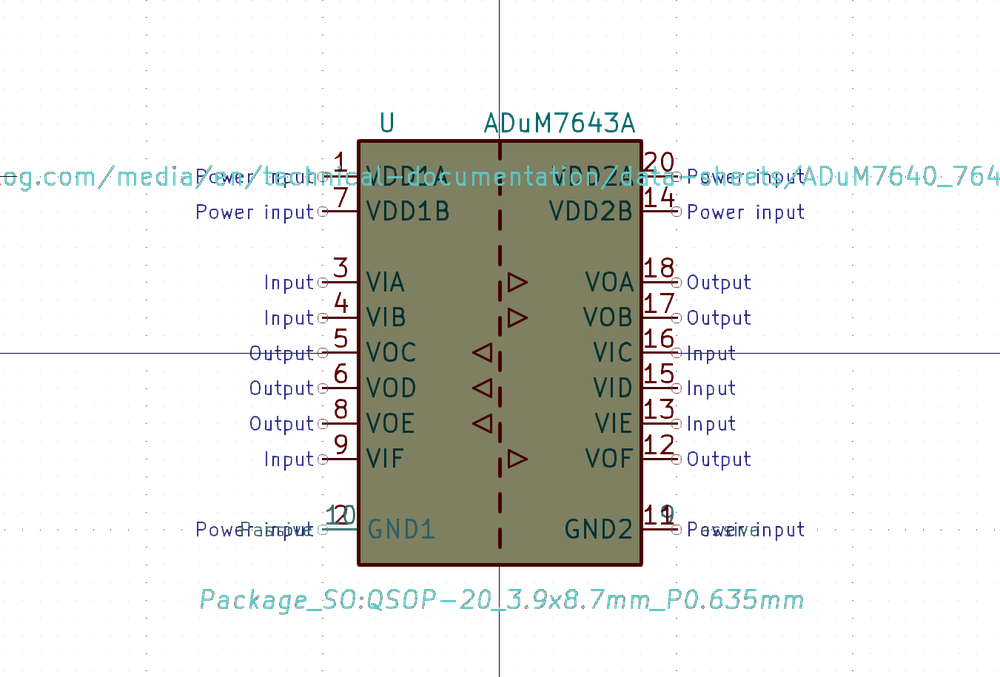 U ADuM7643A
Power input 1 VDD1A VDD2A 20 Power input
og.com/media/en/technical-documentation/data-sheets/ADuM7640_764
Power input 7 VDD1B VDD2B 14 Power input
Input 3 VIA VOA 18 Output
Input 4 VIB VOB 17 Output
Output 5 VOC VIC 16 Input
Output 6 VOD VID 15 Input
Output 8 VOE VIE 13 Input
Input 9 VIF VOF 12 Output
Power input Passive 2 10 GND1 GND2 11 Power input
Package_SO:QSOP-20_3.9x8.7mm_P0.635mm